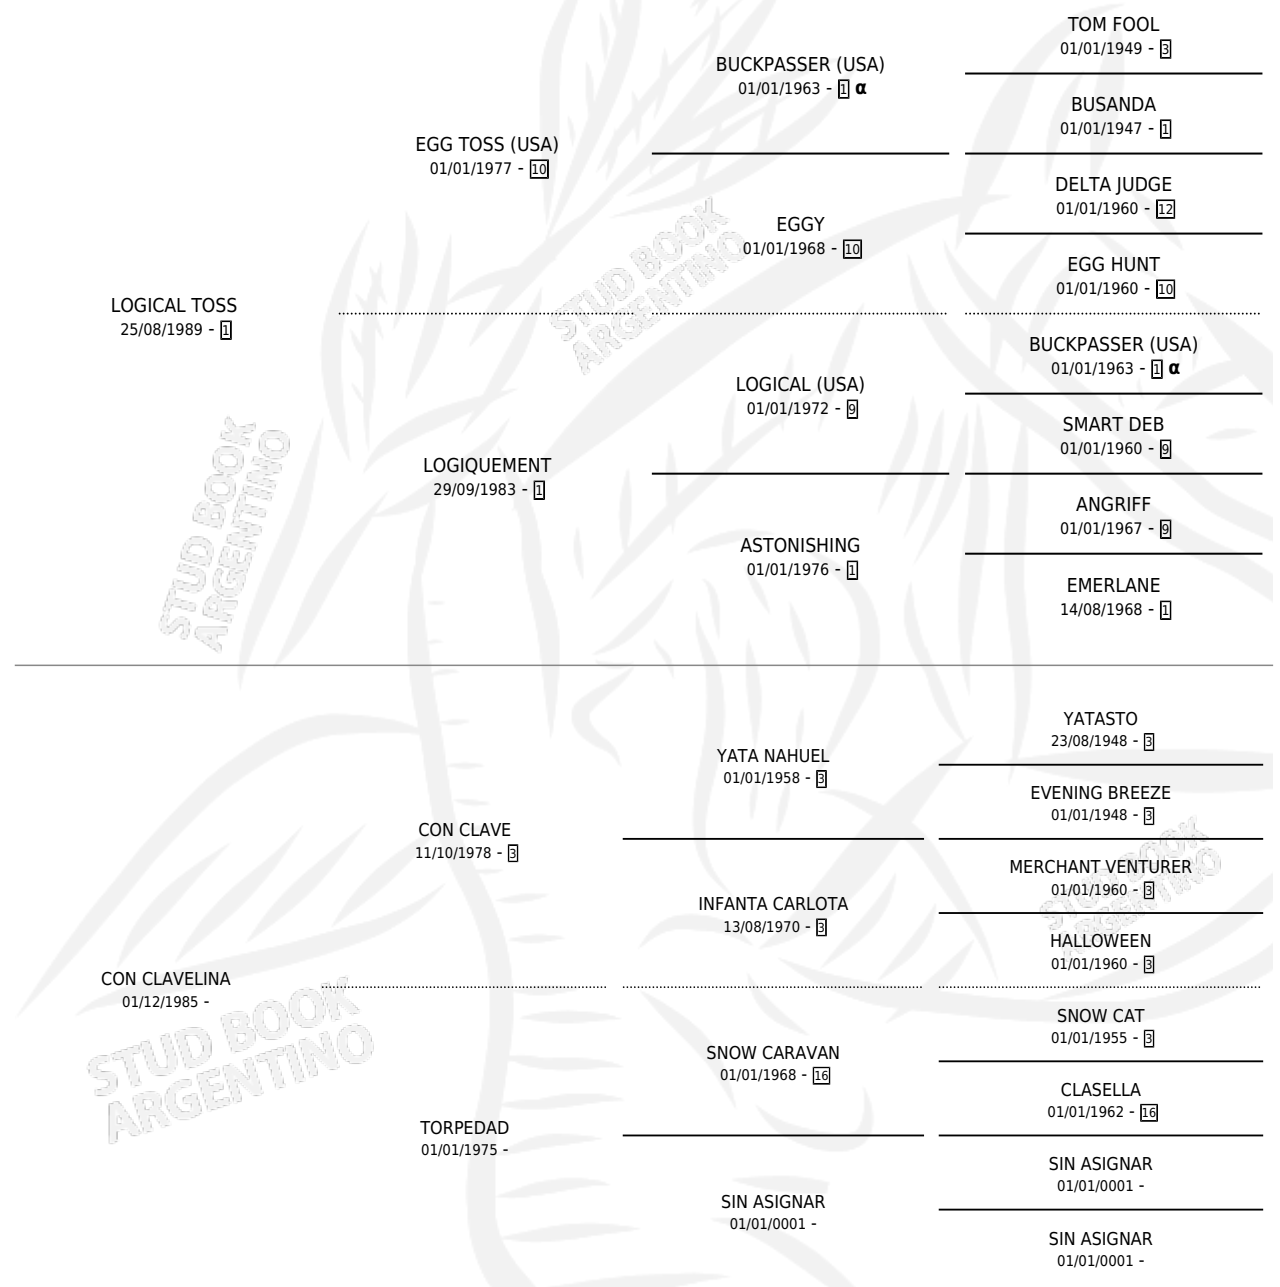 TOM FOOL
01/01/1949 - 3
BUCKPASSER (USA)
01/01/1963 - 1 α
BUSANDA
01/01/1947 - 1
EGG TOSS (USA)
01/01/1977 - 10
DELTA JUDGE
01/01/1960 - 12
EGGY
01/01/1968 - 10
EGG HUNT
01/01/1960 - 10
LOGICAL TOSS
25/08/1989 - 1
STUD BOOK
ARGENTINO
BUCKPASSER (USA)
01/01/1963 - 1 α
LOGICAL (USA)
01/01/1972 - 9
SMART DEB
01/01/1960 - 9
LOGIQUEMENT
29/09/1983 - 1
ANGRIFF
01/01/1967 - 9
ASTONISHING
01/01/1976 - 1
EMERLANE
14/08/1968 - 1
STUD BOOK
ARGENTINO
YATASTO
23/08/1948 - 3
YATA NAHUEL
01/01/1958 - 3
EVENING BREEZE
01/01/1948 - 3
CON CLAVE
11/10/1978 - 3
MERCHANT VENTURER
01/01/1960 - 3
INFANTA CARLOTA
13/08/1970 - 3
HALLOWEEN
01/01/1960 - 3
STUD BOOK
ARGENTINO
CON CLAVELINA
01/12/1985 -
SNOW CAT
01/01/1955 - 3
SNOW CARAVAN
01/01/1968 - 16
CLASELLA
01/01/1962 - 16
STUD BOOK
ARGENTINO
TORPEDAD
01/01/1975 -
SIN ASIGNAR
01/01/0001 -
SIN ASIGNAR
01/01/0001 -
SIN ASIGNAR
01/01/0001 -